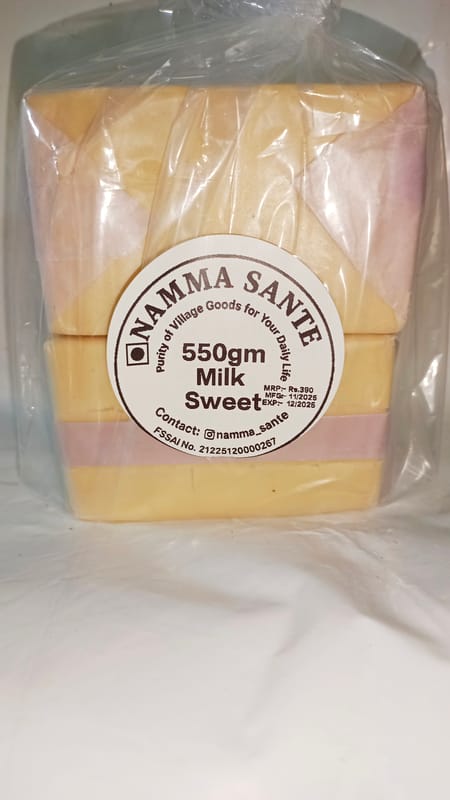 NAMMA SANTE
Purity of Village Goods for Your Daily Life
550gm
Milk
Sweet
MRP:- Rs.390
MFG:- 11/2025
EXP:- 12/2025
Contact: namma_sante
FSSAI No. 21225120000267